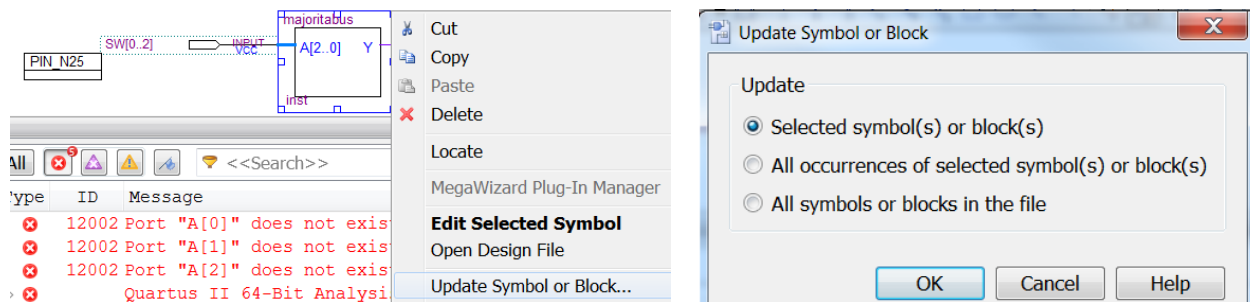 majoritabus
SW[0..2]
INPUT
VCC
A[2..0] Y
PIN_N25
inst
All
5
<<Search>>
Type ID Message
12002 Port "A[0]" does not exis
12002 Port "A[1]" does not exis
12002 Port "A[2]" does not exis
Quartus II 64-Bit Analysi
Cut
Copy
Paste
Delete
Locate
MegaWizard Plug-In Manager
Edit Selected Symbol
Open Design File
Update Symbol or Block...
Update Symbol or Block
X
Update
Selected symbol(s) or block(s)
All occurrences of selected symbol(s) or block(s)
All symbols or blocks in the file
OK Cancel Help